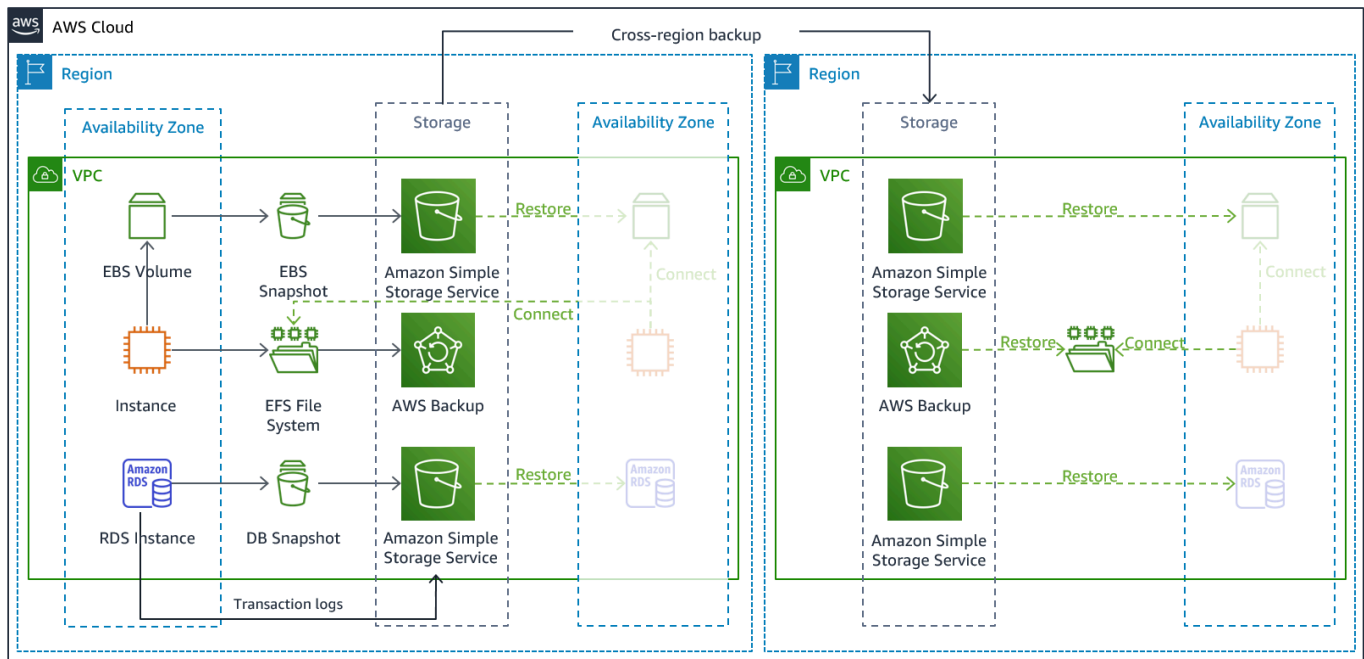 aws
AWS Cloud
Cross-region backup
Region
Region
Availability Zone
Storage
Availability Zone
Storage
Availability Zone
VPC
VPC
Restore
Restore
EBS Volume
EBS
Snapshot
Amazon Simple
Storage Service
Connect
Amazon Simple
Storage Service
Connect
Connect
Restore
Connect
Instance
EFS File
System
AWS Backup
AWS Backup
Amazon
RDS
Restore
Amazon
RDS
Restore
Amazon
RDS
RDS Instance
DB Snapshot
Amazon Simple
Storage Service
Amazon Simple
Storage Service
Transaction logs